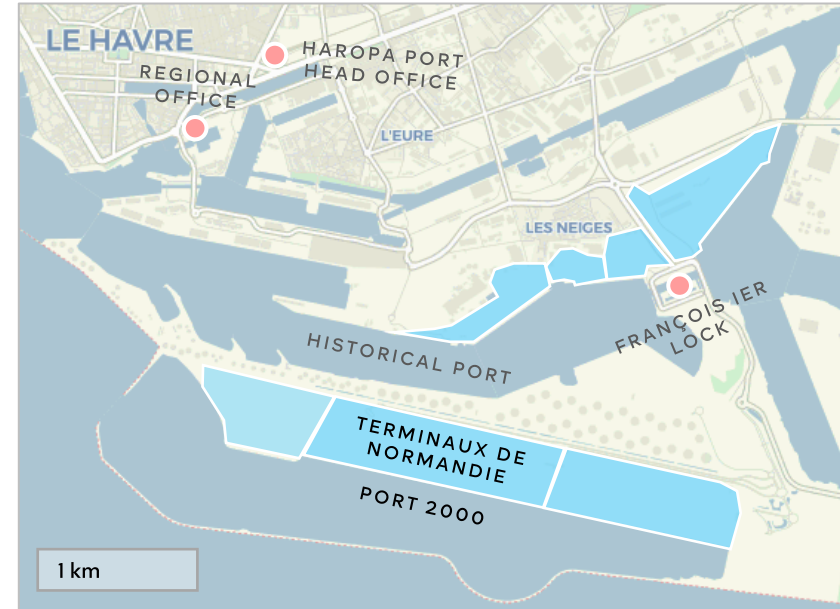 LE HAVRE
HAROPA PORT
HEAD OFFICE
REGIONAL
OFFICE
L'EURE
LES NEIGES
FRANÇOIS IER
LOCK
HISTORICAL PORT
TERMINAUX DE
NORMANDIE
PORT 2000
1 km